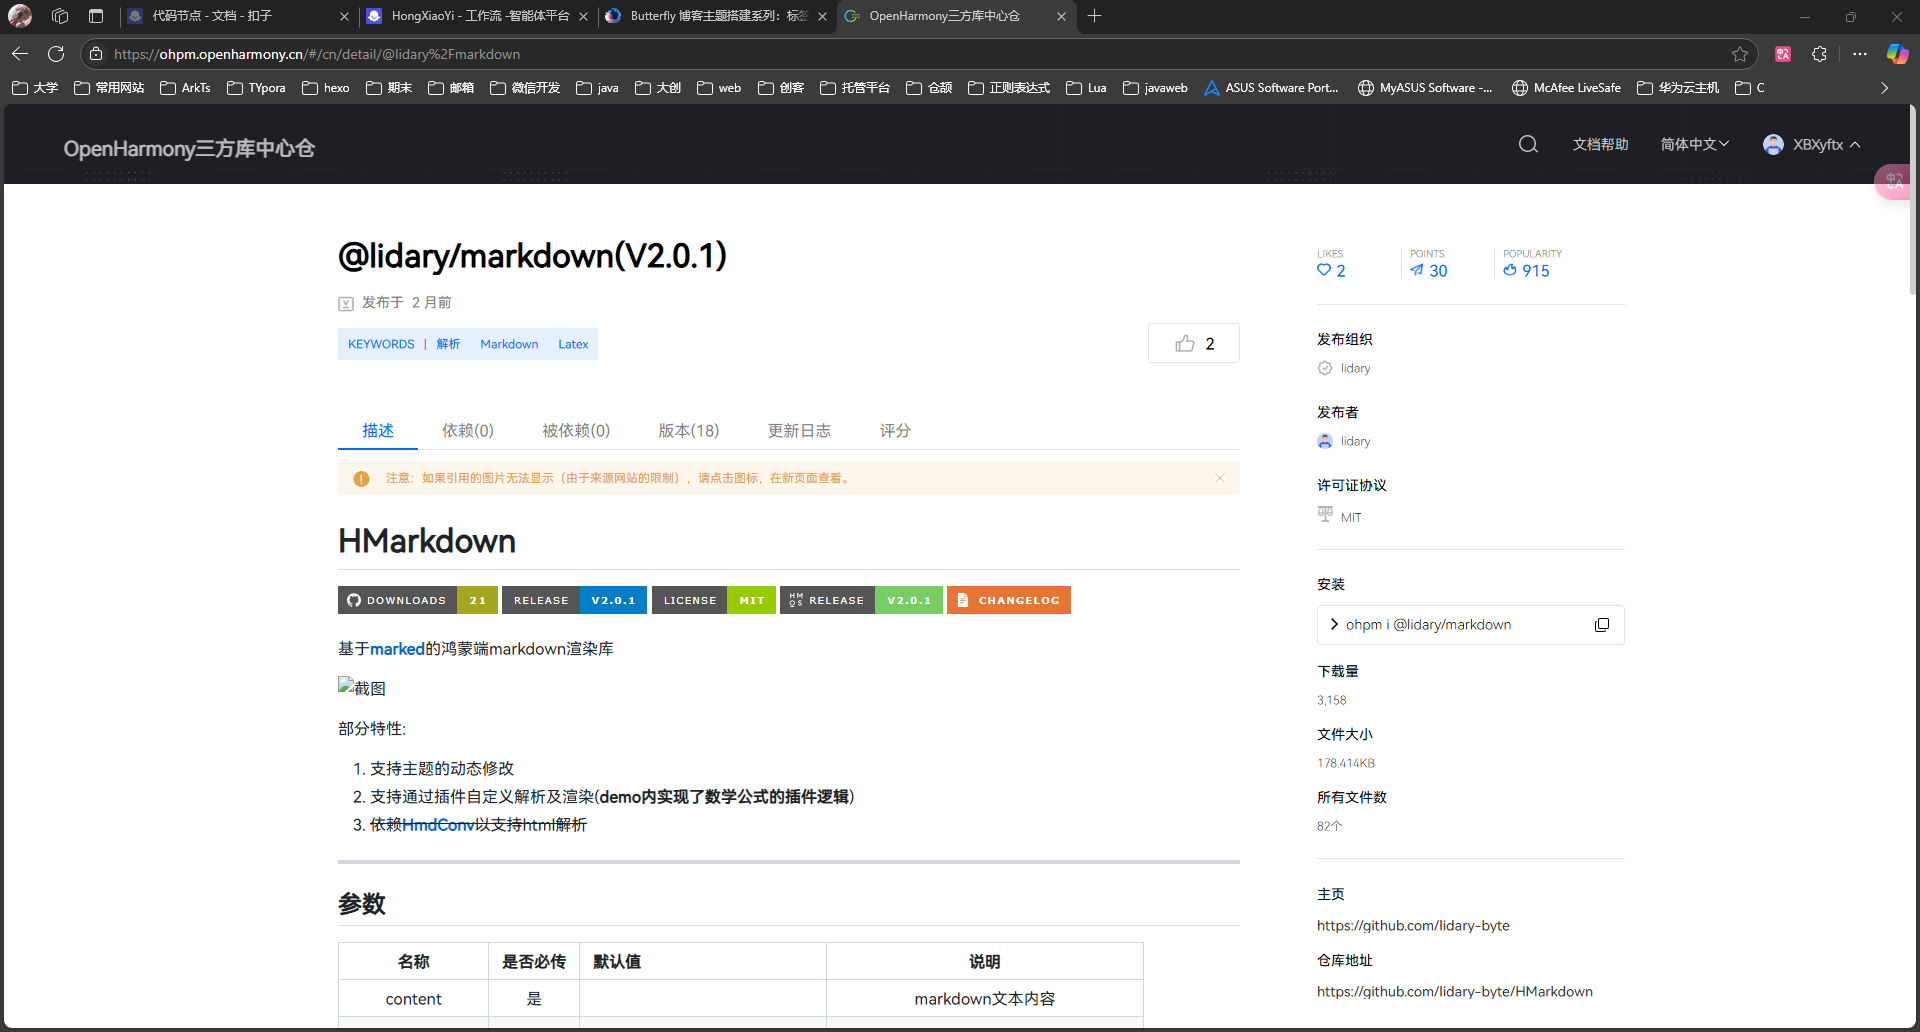 代码节点 - 文档 - 扣子
HongXiaoYi - 工作流 -智能体平台
Butterfly 博客主题搭建系列：标签
OpenHarmony三方库中心仓
https://ohpm.openharmony.cn/#/cn/detail/@lidary%2Fmarkdown
大学 常用网站 ArkTs TYpora hexo 期末 邮箱 微信开发 java 大创 web 创客 托管平台 仓颉 正则表达式 Lua javaweb ASUS Software Port... MyASUS Software -... McAfee LiveSafe 华为云主机
OpenHarmony三方库中心仓
文档帮助 简体中文 XBXyftx
@lidary/markdown(V2.0.1)
发布于 2 月前
KEYWORDS | 解析 Markdown Latex
2
描述 依赖(0) 被依赖(0) 版本(18) 更新日志 评分
注意：如果引用的图片无法显示（由于来源网站的限制），请点击图标，在新页面查看。
HMarkdown
DOWNLOADS 21 RELEASE V2.0.1 LICENSE MIT HMOS RELEASE V2.0.1 CHANGELOG
基于marked的鸿蒙端markdown渲染库
截图
部分特性:
1. 支持主题的动态修改
2. 支持通过插件自定义解析及渲染(demo内实现了数学公式的插件逻辑)
3. 依赖HmdConv以支持html解析
参数
名称 是否必传 默认值 说明
content 是 markdown文本内容
LIKES POINTS POPULARITY
2 30 915
发布组织
lidary
发布者
lidary
许可证协议
MIT
安装
ohpm i @lidary/markdown
下载量
3,158
文件大小
178.414KB
所有文件数
82个
主页
https://github.com/lidary-byte
仓库地址
https://github.com/lidary-byte/HMarkdown